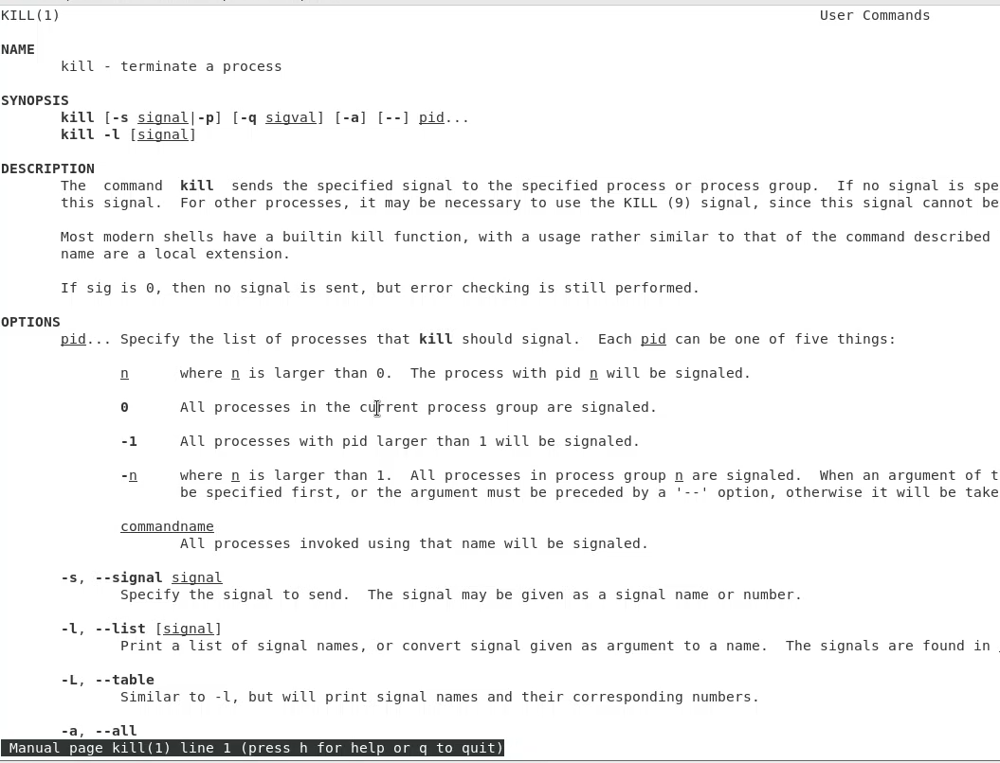 KILL(1) User Commands
NAME
kill - terminate a process
SYNOPSIS
kill [-s signal|-p] [-q sigval] [-a] [--] pid...
kill -l [signal]
DESCRIPTION
The command kill sends the specified signal to the specified process or process group. If no signal is spe
this signal. For other processes, it may be necessary to use the KILL (9) signal, since this signal cannot be
Most modern shells have a builtin kill function, with a usage rather similar to that of the command described
name are a local extension.
If sig is 0, then no signal is sent, but error checking is still performed.
OPTIONS
pid... Specify the list of processes that kill should signal. Each pid can be one of five things:
n where n is larger than 0. The process with pid n will be signaled.
0 All processes in the current process group are signaled.
-1 All processes with pid larger than 1 will be signaled.
-n where n is larger than 1. All processes in process group n are signaled. When an argument of t
be specified first, or the argument must be preceded by a '--' option, otherwise it will be take
commandname
All processes invoked using that name will be signaled.
-s, --signal signal
Specify the signal to send. The signal may be given as a signal name or number.
-l, --list [signal]
Print a list of signal names, or convert signal given as argument to a name. The signals are found in
-L, --table
Similar to -l, but will print signal names and their corresponding numbers.
-a, --all
Manual page kill(1) line 1 (press h for help or q to quit)